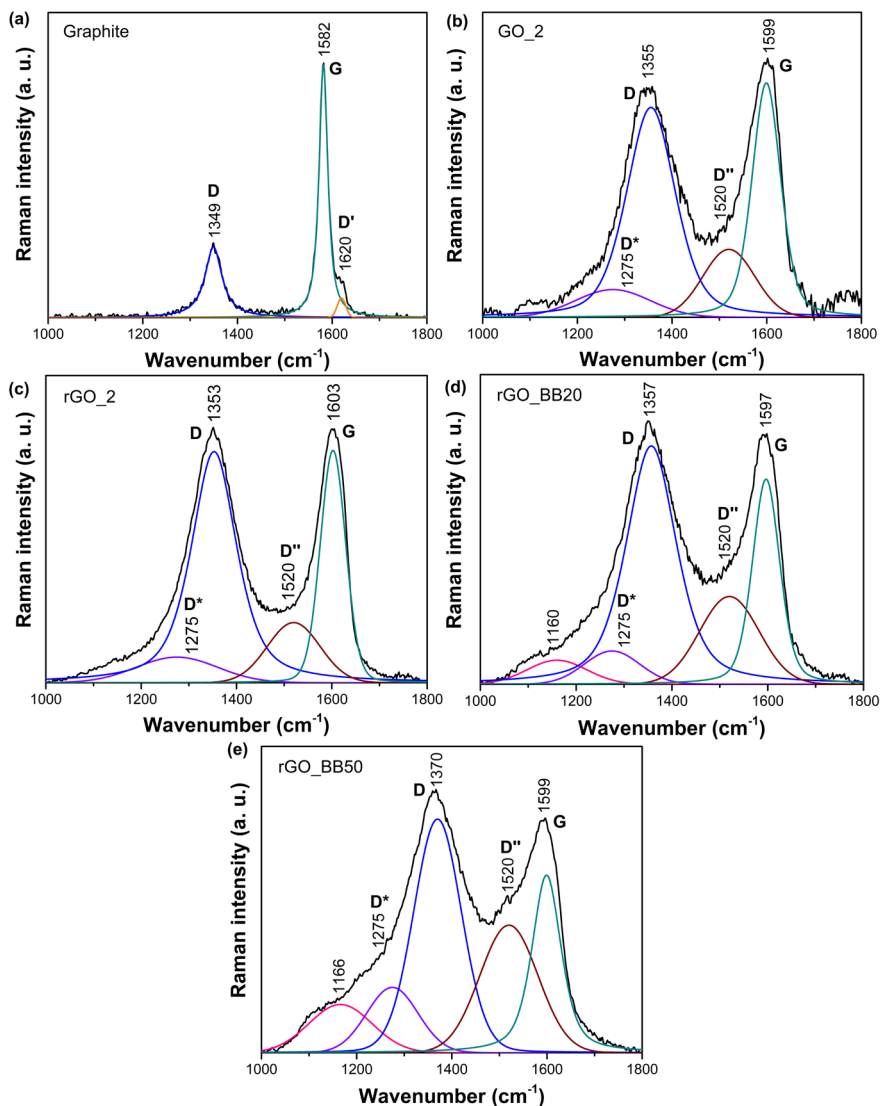 (a)
Graphite
1582
G
D
1349
D'
1620
Raman intensity (a. u.)
1000 1200 1400 1600 1800
Wavenumber (cm⁻¹)
(b)
GO_2
1355
D
1599
G
D''
1520
D*
1275
Raman intensity (a. u.)
1000 1200 1400 1600 1800
Wavenumber (cm⁻¹)
(c)
rGO_2
1353
D
1603
G
D''
1520
D*
1275
Raman intensity (a. u.)
1000 1200 1400 1600 1800
Wavenumber (cm⁻¹)
(d)
rGO_BB20
1357
D
1597
G
D''
1520
D*
1275
1160
Raman intensity (a. u.)
1000 1200 1400 1600 1800
Wavenumber (cm⁻¹)
(e)
rGO_BB50
D
1370
1599
G
D''
1520
D*
1275
1166
Raman intensity (a. u.)
1000 1200 1400 1600 1800
Wavenumber (cm⁻¹)